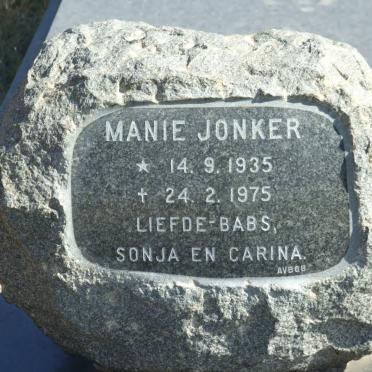 MANIE JONKER
★ 14.9.1935
✝ 24.2.1975
LIEFDE-BABS,
SONJA EN CARINA.
AVBOB